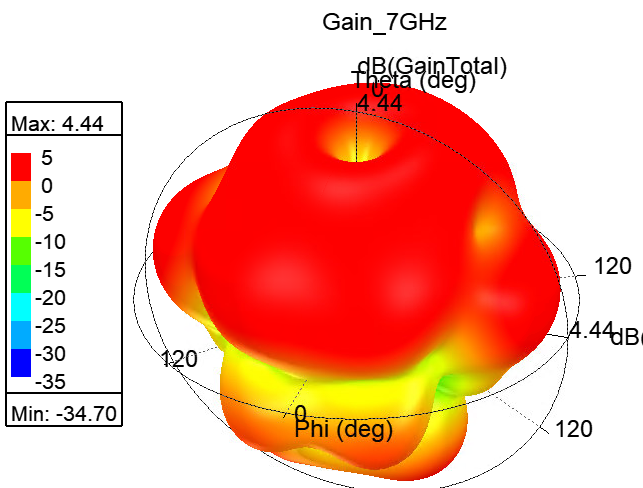 Gain_7GHz
dB(GainTotal)
Theta (deg)
0
4.44
Max: 4.44
5
0
-5
-10
-15
-20
-25
-30
-35
Min: -34.70
120
4.44
dB(
120
0
Phi (deg)
120